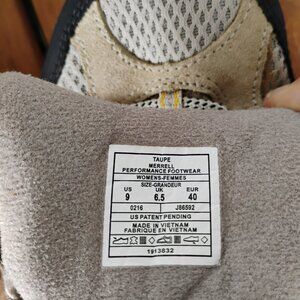 TAUPE
MERRELL
PERFORMANCE FOOTWEAR
WOMENS-FEMMES
SIZE-GRANDEUR
US UK EUR
9 6.5 40
0216 J86592
US PATENT PENDING
MADE IN VIETNAM
FABRIQUE EN VIETNAM
1913832